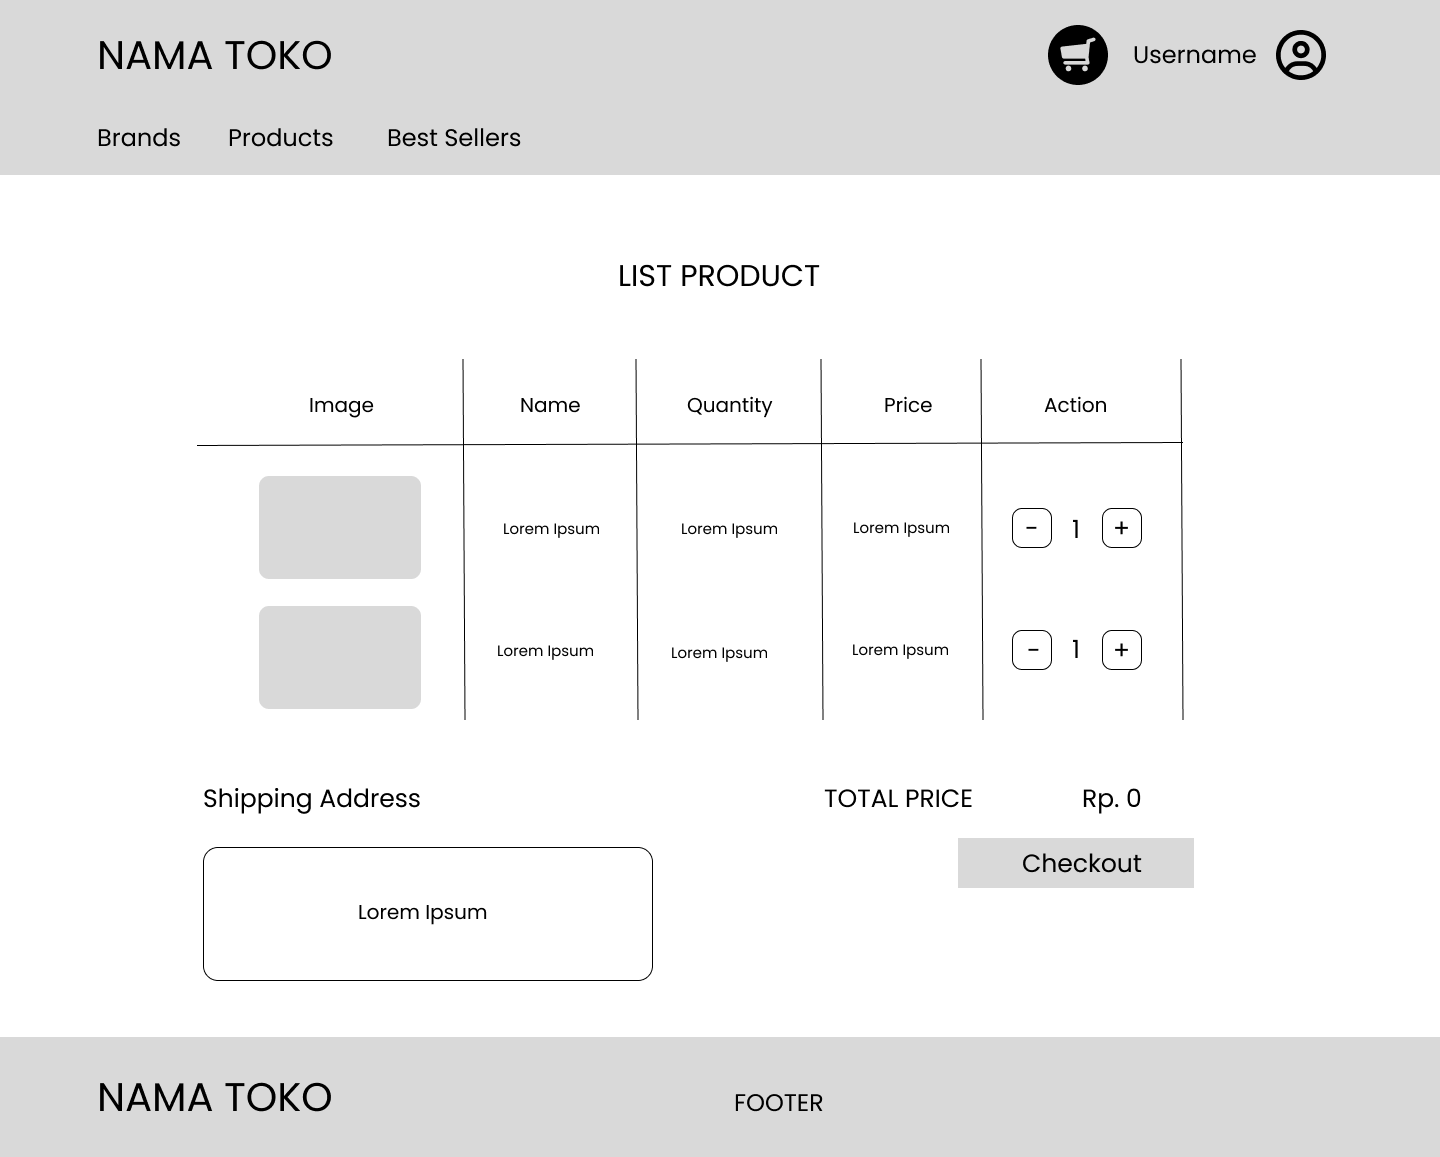 NAMA TOKO
Username
Brands Products Best Sellers
LIST PRODUCT
Image Name Quantity Price Action
Lorem Ipsum Lorem Ipsum Lorem Ipsum - 1 +
Lorem Ipsum Lorem Ipsum Lorem Ipsum - 1 +
Shipping Address
TOTAL PRICE Rp. 0
Checkout
Lorem Ipsum
NAMA TOKO
FOOTER